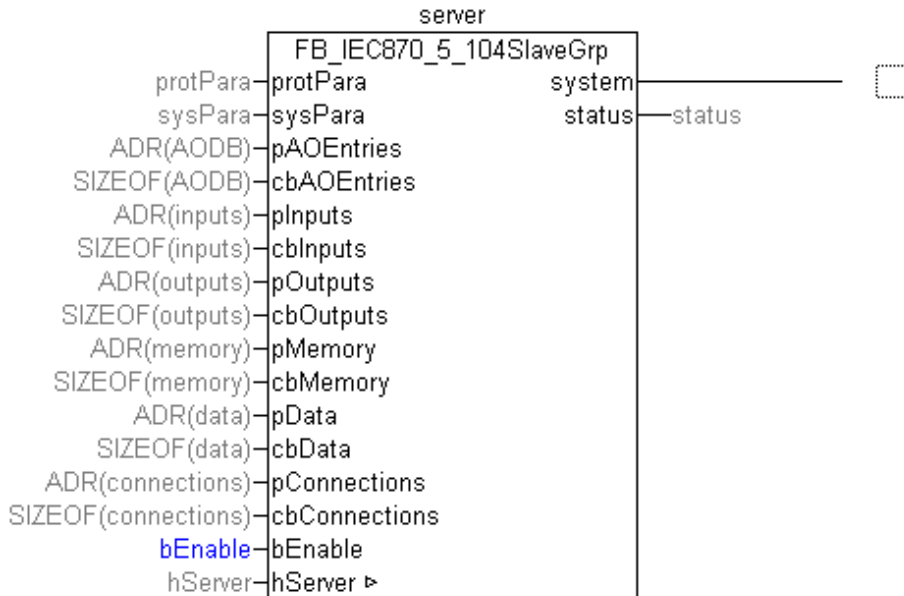 server
FB_IEC870_5_104SlaveGrp
protPara protPara system
sysPara sysPara status status
ADR(AODB) pAOEntries
SIZEOF(AODB) cbAOEntries
ADR(inputs) pInputs
SIZEOF(inputs) cbInputs
ADR(outputs) pOutputs
SIZEOF(outputs) cbOutputs
ADR(memory) pMemory
SIZEOF(memory) cbMemory
ADR(data) pData
SIZEOF(data) cbData
ADR(connections) pConnections
SIZEOF(connections) cbConnections
bEnable bEnable
hServer hServer ▹